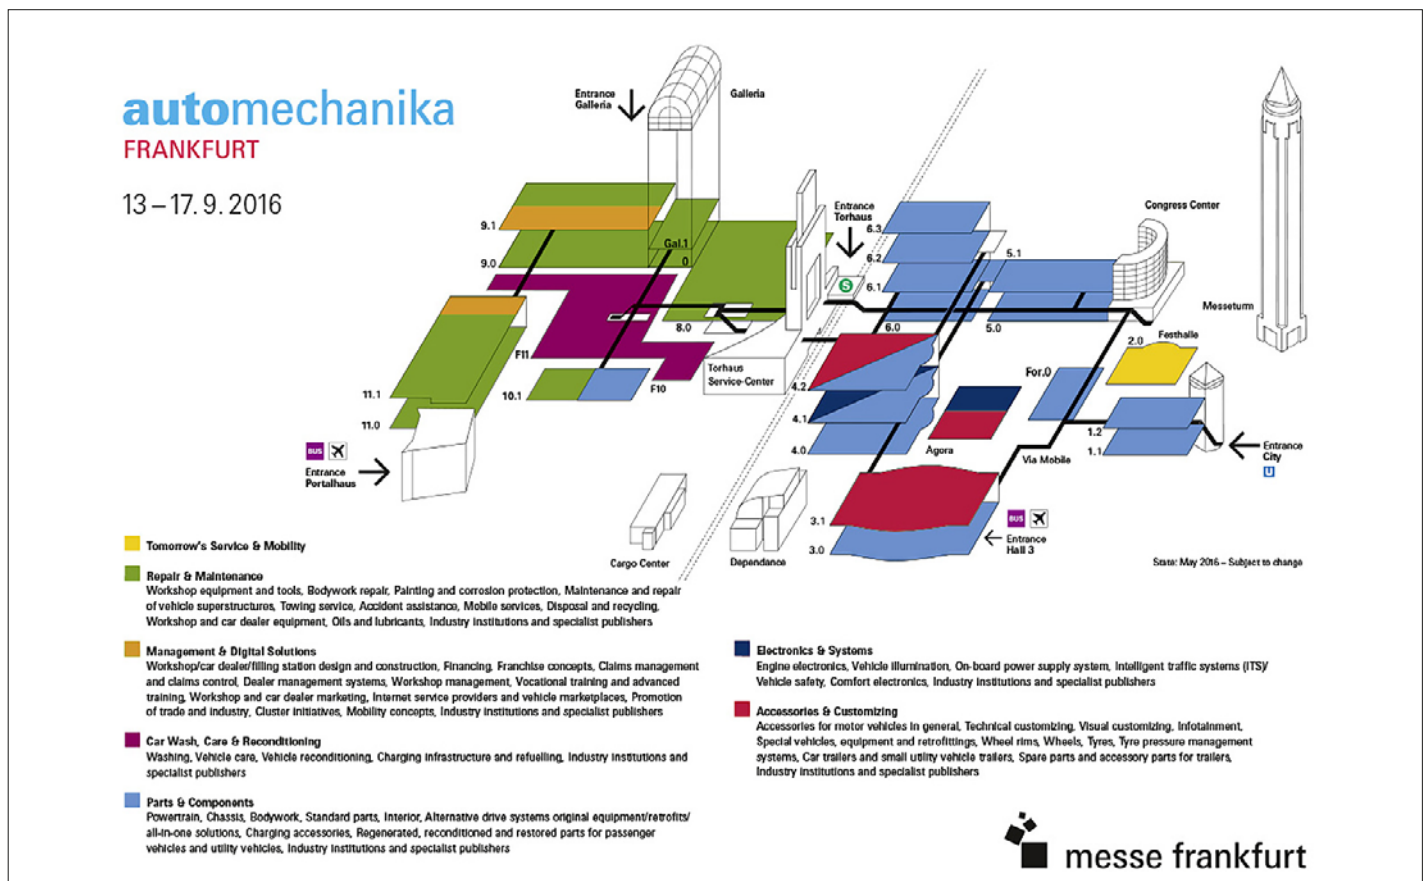 automechanika
FRANKFURT
13 – 17. 9. 2016
Entrance
Galleria
Galleria
Entrance
Torhaus
Congress Center
Messeturm
9.1
9.0
Gal.1
0
8.0
F11
F10
10.1
11.1
11.0
Torhaus
Service-Center
S
6.3
6.2
6.1
6.0
5.1
5.0
4.2
4.1
4.0
Agora
For.0
2.0
Festhalle
1.2
1.1
Entrance
City
U
Via Mobile
3.1
3.0
BUS
Entrance
Hall 3
BUS
Entrance
Portalhaus
Cargo Center
Dependance
State: May 2016 – Subject to change
Tomorrow's Service & Mobility
Repair & Maintenance
Workshop equipment and tools, Bodywork repair, Painting and corrosion protection, Maintenance and repair
of vehicle superstructures, Towing service, Accident assistance, Mobile services, Disposal and recycling,
Workshop and car dealer equipment, Oils and lubricants, Industry institutions and specialist publishers
Management & Digital Solutions
Workshop/car dealer/filling station design and construction, Financing, Franchise concepts, Claims management
and claims control, Dealer management systems, Workshop management, Vocational training and advanced
training, Workshop and car dealer marketing, Internet service providers and vehicle marketplaces, Promotion
of trade and industry, Cluster initiatives, Mobility concepts, Industry institutions and specialist publishers
Car Wash, Care & Reconditioning
Washing, Vehicle care, Vehicle reconditioning, Charging infrastructure and refuelling, Industry institutions and
specialist publishers
Parts & Components
Powertrain, Chassis, Bodywork, Standard parts, Interior, Alternative drive systems original equipment/retrofits/
all-in-one solutions, Charging accessories, Regenerated, reconditioned and restored parts for passenger
vehicles and utility vehicles, Industry institutions and specialist publishers
Electronics & Systems
Engine electronics, Vehicle illumination, On-board power supply system, Intelligent traffic systems (ITS)/
Vehicle safety, Comfort electronics, Industry institutions and specialist publishers
Accessories & Customizing
Accessories for motor vehicles in general, Technical customizing, Visual customizing, Infotainment,
Special vehicles, equipment and retrofittings, Wheel rims, Wheels, Tyres, Tyre pressure management
systems, Car trailers and small utility vehicle trailers, Spare parts and accessory parts for trailers,
Industry institutions and specialist publishers
messe frankfurt